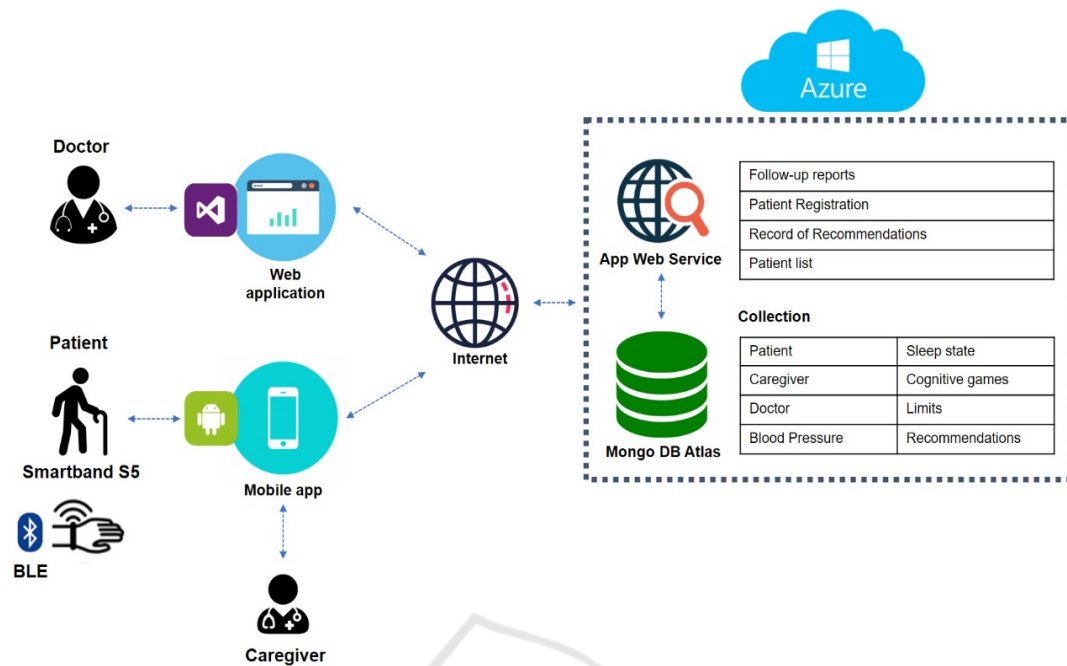 Azure
Doctor
Web
application
Patient
Smartband S5
BLE
Mobile app
Caregiver
Internet
App Web Service
Follow-up reports
Patient Registration
Record of Recommendations
Patient list
Mongo DB Atlas
Collection
Patient Sleep state
Caregiver Cognitive games
Doctor Limits
Blood Pressure Recommendations